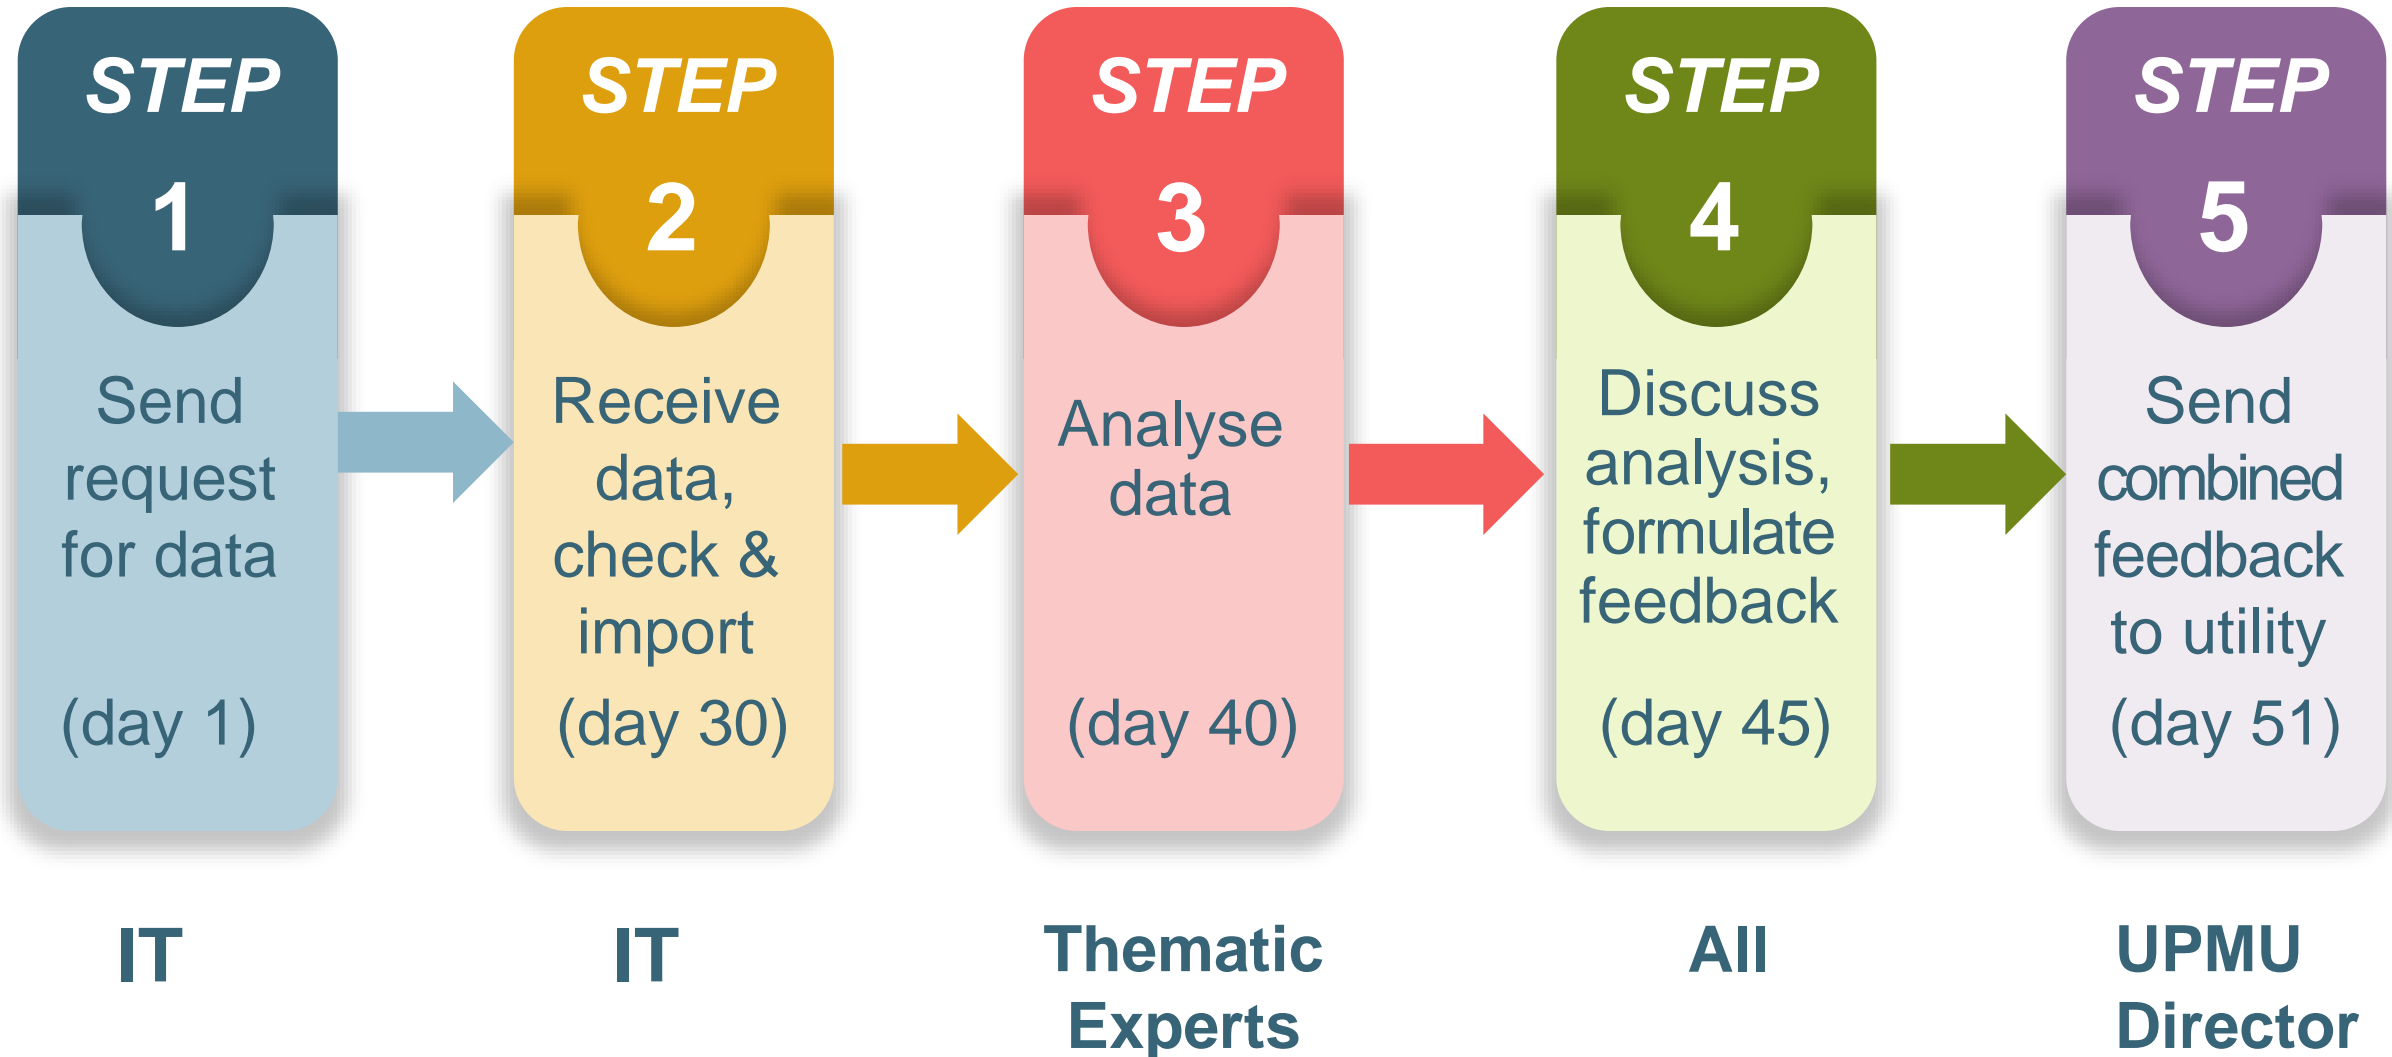 STEP
1
Send
request
for data
(day 1)
IT
STEP
2
Receive
data,
check &
import
(day 30)
IT
STEP
3
Analyse
data
(day 40)
Thematic
Experts
STEP
4
Discuss
analysis,
formulate
feedback
(day 45)
All
STEP
5
Send
combined
feedback
to utility
(day 51)
UPMU
Director